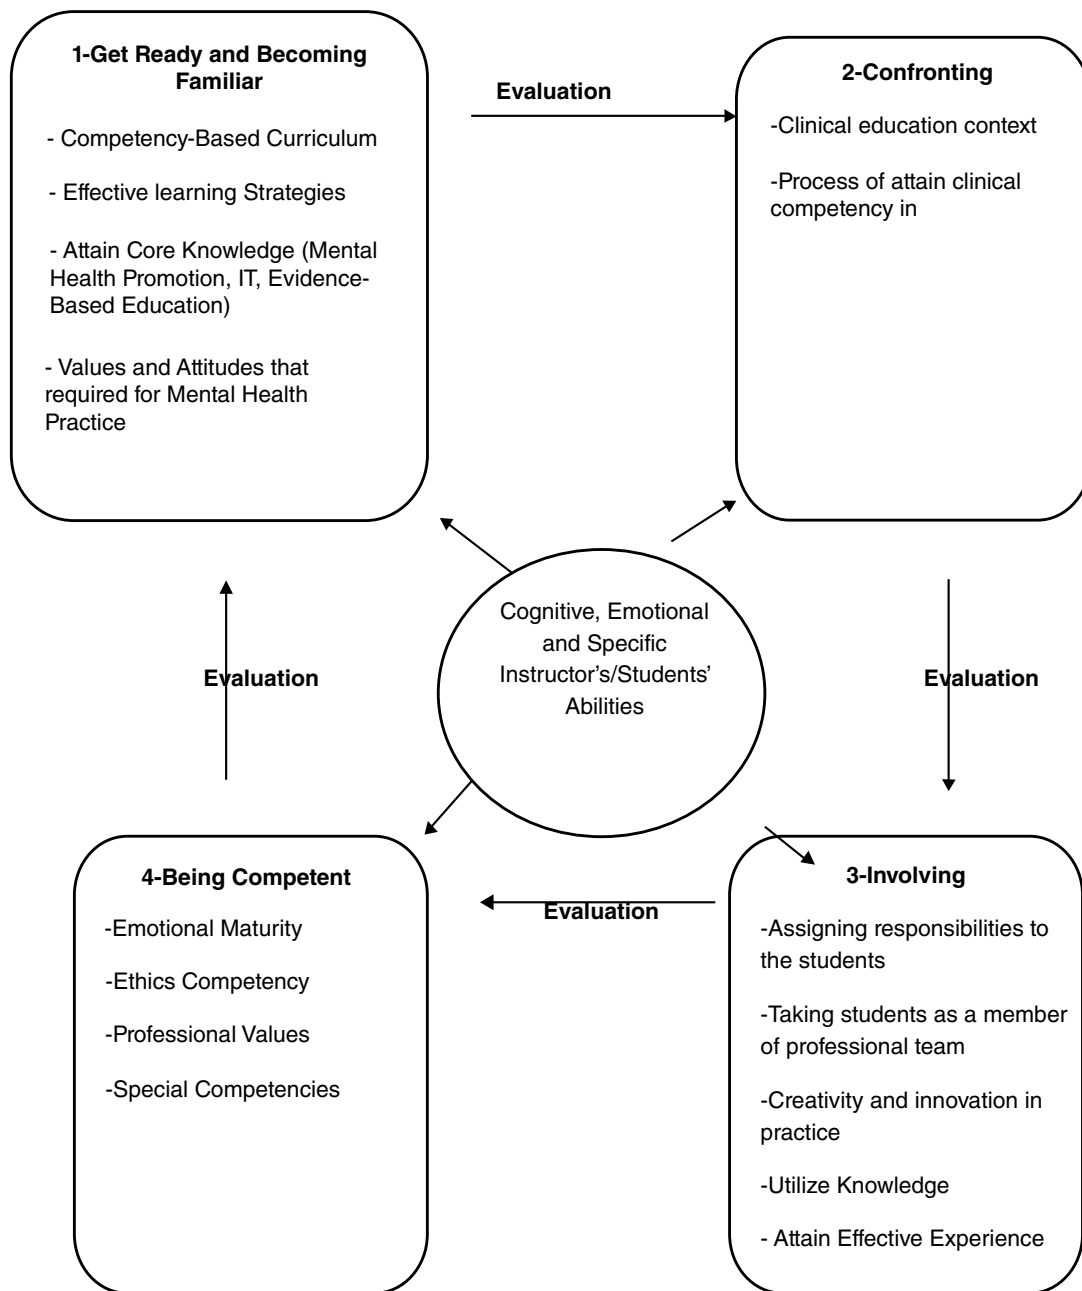 1-Get Ready and Becoming
Familiar
- Competency-Based Curriculum
- Effective learning Strategies
- Attain Core Knowledge (Mental
Health Promotion, IT, Evidence-
Based Education)
- Values and Attitudes that
required for Mental Health
Practice
Evaluation
2-Confronting
-Clinical education context
-Process of attain clinical
competency in
Cognitive, Emotional
and Specific
Instructor's/Students'
Abilities
Evaluation
Evaluation
4-Being Competent
-Emotional Maturity
-Ethics Competency
-Professional Values
-Special Competencies
Evaluation
3-Involving
-Assigning responsibilities to
the students
-Taking students as a member
of professional team
-Creativity and innovation in
practice
-Utilize Knowledge
- Attain Effective Experience